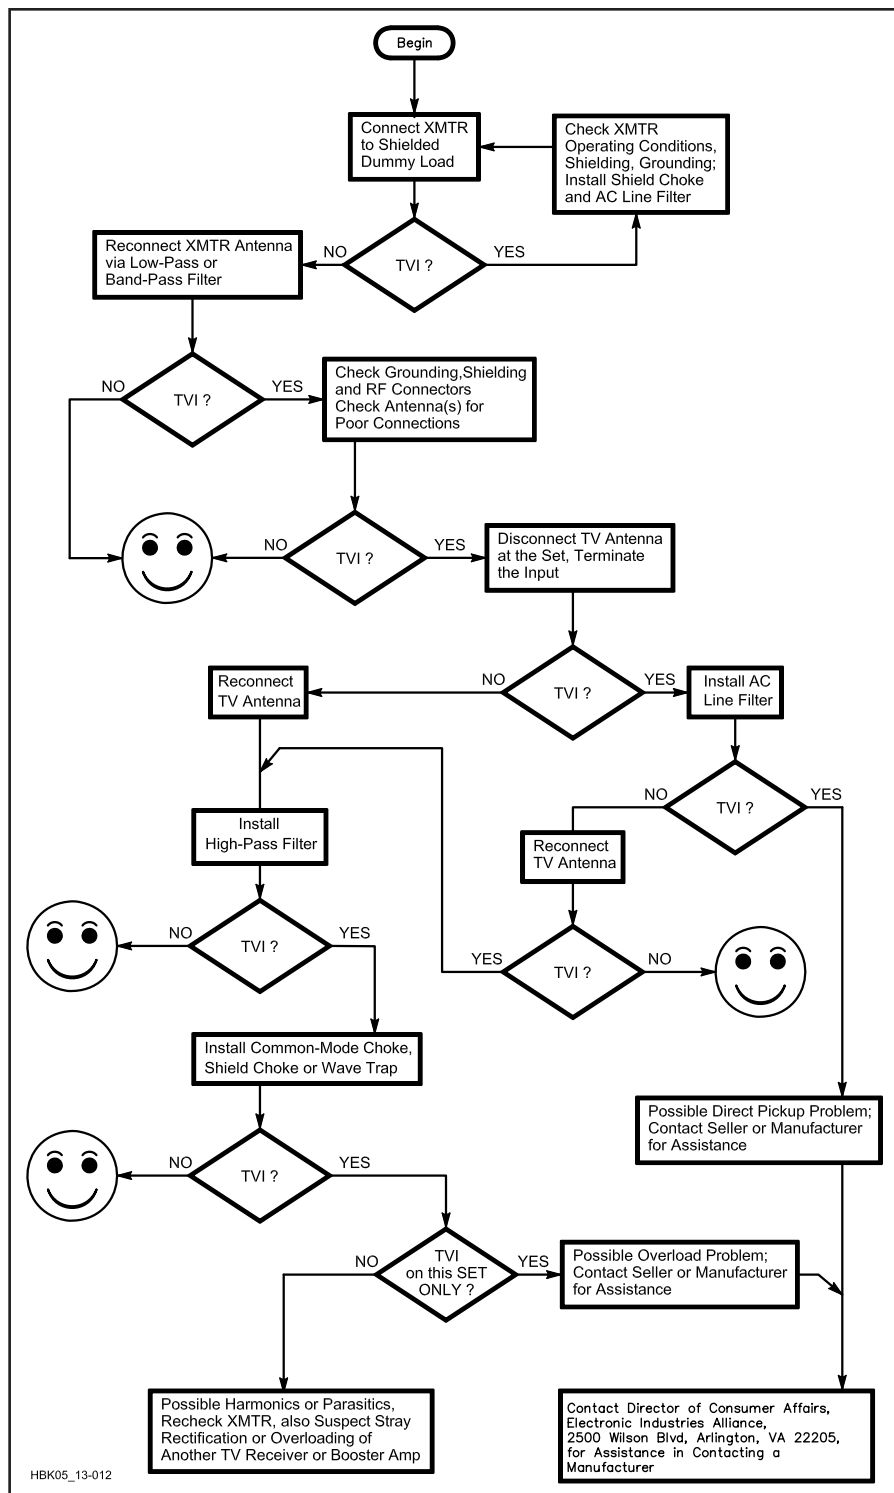 Begin
Connect XMTR
to Shielded
Dummy Load
Check XMTR
Operating Conditions,
Shielding, Grounding;
Install Shield Choke
and AC Line Filter
NO
TVI ?
YES
Reconnect XMTR Antenna
via Low-Pass or
Band-Pass Filter
NO
TVI ?
YES
Check Grounding,Shielding
and RF Connectors
Check Antenna(s) for
Poor Connections
NO
TVI ?
YES
Disconnect TV Antenna
at the Set, Terminate
the Input
Reconnect
TV Antenna
NO
TVI ?
YES
Install AC
Line Filter
NO
TVI ?
YES
Install
High-Pass Filter
Reconnect
TV Antenna
NO
TVI ?
YES
YES
TVI ?
NO
Install Common-Mode Choke,
Shield Choke or Wave Trap
Possible Direct Pickup Problem;
Contact Seller or Manufacturer
for Assistance
NO
TVI ?
YES
NO
TVI
on this SET
ONLY ?
YES
Possible Overload Problem;
Contact Seller or Manufacturer
for Assistance
Possible Harmonics or Parasitics,
Recheck XMTR, also Suspect Stray
Rectification or Overloading of
Another TV Receiver or Booster Amp
Contact Director of Consumer Affairs,
Electronic Industries Alliance,
2500 Wilson Blvd, Arlington, VA 22205,
for Assistance in Contacting a
Manufacturer
HBK05_13-012